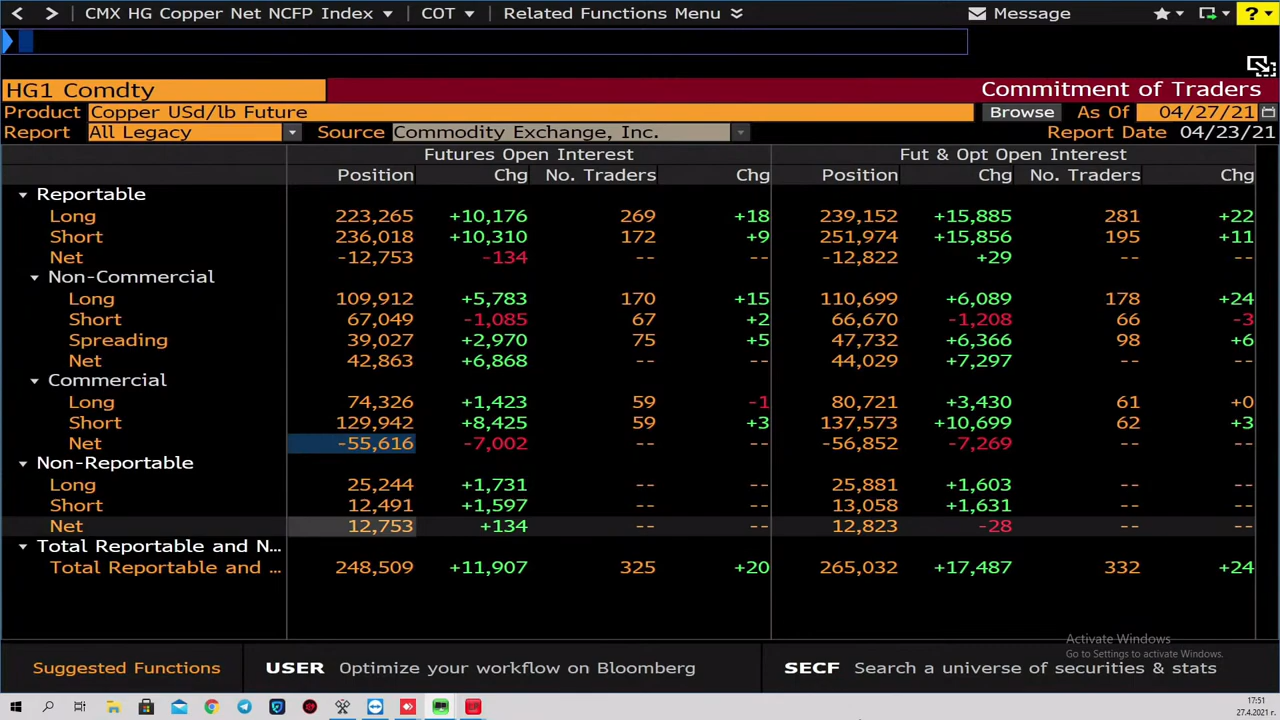 CMX HG Copper Net NCFP Index COT Related Functions Menu Message ?
HG1 Comdty Commitment of Traders
Product Copper USd/lb Future Browse As Of 04/27/21
Report All Legacy Source Commodity Exchange, Inc. Report Date 04/23/21
Futures Open Interest Fut & Opt Open Interest
Position Chg No. Traders Chg Position Chg No. Traders Chg
Reportable
Long 223,265 +10,176 269 +18 239,152 +15,885 281 +22
Short 236,018 +10,310 172 +9 251,974 +15,856 195 +11
Net -12,753 -134 -- -- -12,822 +29 -- --
Non-Commercial
Long 109,912 +5,783 170 +15 110,699 +6,089 178 +24
Short 67,049 -1,085 67 +2 66,670 -1,208 66 -3
Spreading 39,027 +2,970 75 +5 47,732 +6,366 98 +6
Net 42,863 +6,868 -- -- 44,029 +7,297 -- --
Commercial
Long 74,326 +1,423 59 -1 80,721 +3,430 61 +0
Short 129,942 +8,425 59 +3 137,573 +10,699 62 +3
Net -55,616 -7,002 -- -- -56,852 -7,269 -- --
Non-Reportable
Long 25,244 +1,731 -- -- 25,881 +1,603 -- --
Short 12,491 +1,597 -- -- 13,058 +1,631 -- --
Net 12,753 +134 -- -- 12,823 -28 -- --
Total Reportable and N...
Total Reportable and ... 248,509 +11,907 325 +20 265,032 +17,487 332 +24
Activate Windows
Go to Settings to activate Windows.
Suggested Functions USER Optimize your workflow on Bloomberg SECF Search a universe of securities & stats
17:51
27.4.2021 г.